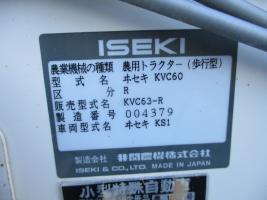 ISEKI
農業機械の種類 農用トラクター(歩行型)
型式名 ヰセキ KVC60
区分 R
販売型式名 KVC63-R
製造番号 004379
車両型式名 ヰセキ KS1
製造会社 井関農機株式会社
ISEKI & CO., LTD. MADE IN JAPAN
小型特殊自動車